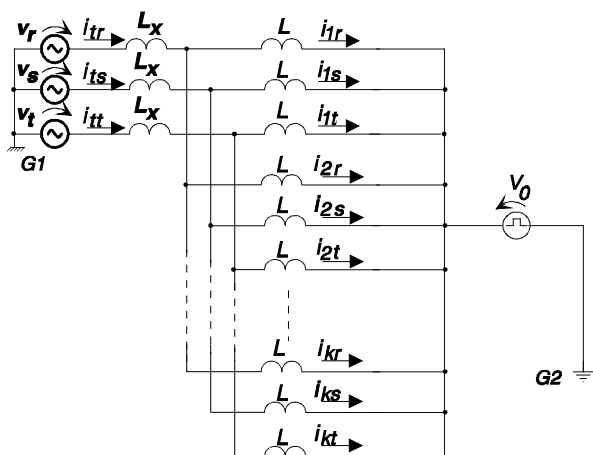 v_r i_tr L_x L i_1r
v_s i_ts L_x L i_1s
v_t i_tt L_x L i_1t
G1
L i_2r
V_0
L i_2s
L i_2t
L i_kr
G2
L i_ks
L i_kt